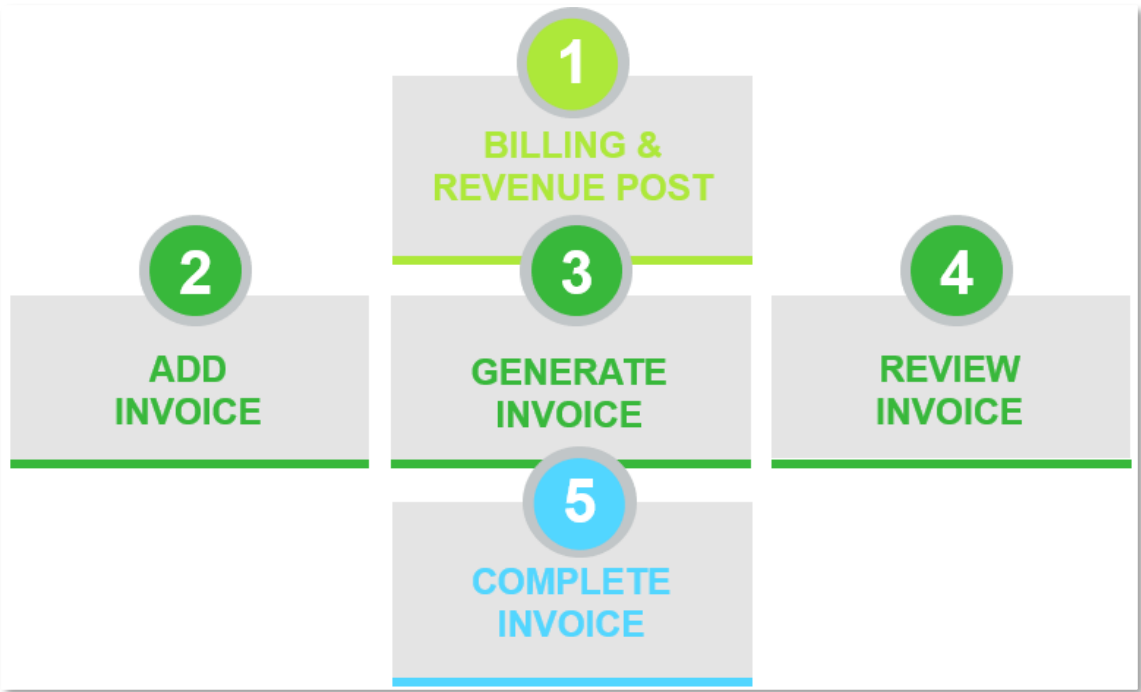 1
BILLING &
REVENUE POST
2
ADD
INVOICE
3
GENERATE
INVOICE
4
REVIEW
INVOICE
5
COMPLETE
INVOICE